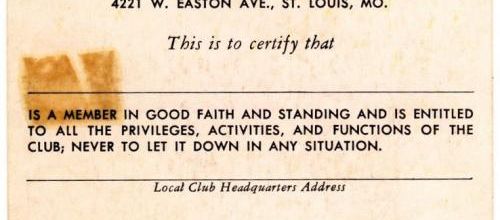 4221 W. EASTON AVE., ST. LOUIS, MO.
This is to certify that
IS A MEMBER IN GOOD FAITH AND STANDING AND IS ENTITLED
TO ALL THE PRIVILEGES, ACTIVITIES, AND FUNCTIONS OF THE
CLUB; NEVER TO LET IT DOWN IN ANY SITUATION.
Local Club Headquarters Address